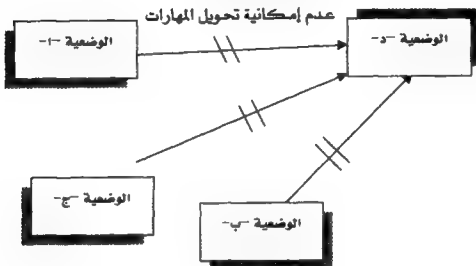 عدم إمكانية تحويل المهارات
الوضعية -د-
الوضعية -ا-
الوضعية -ج-
الوضعية -ب-